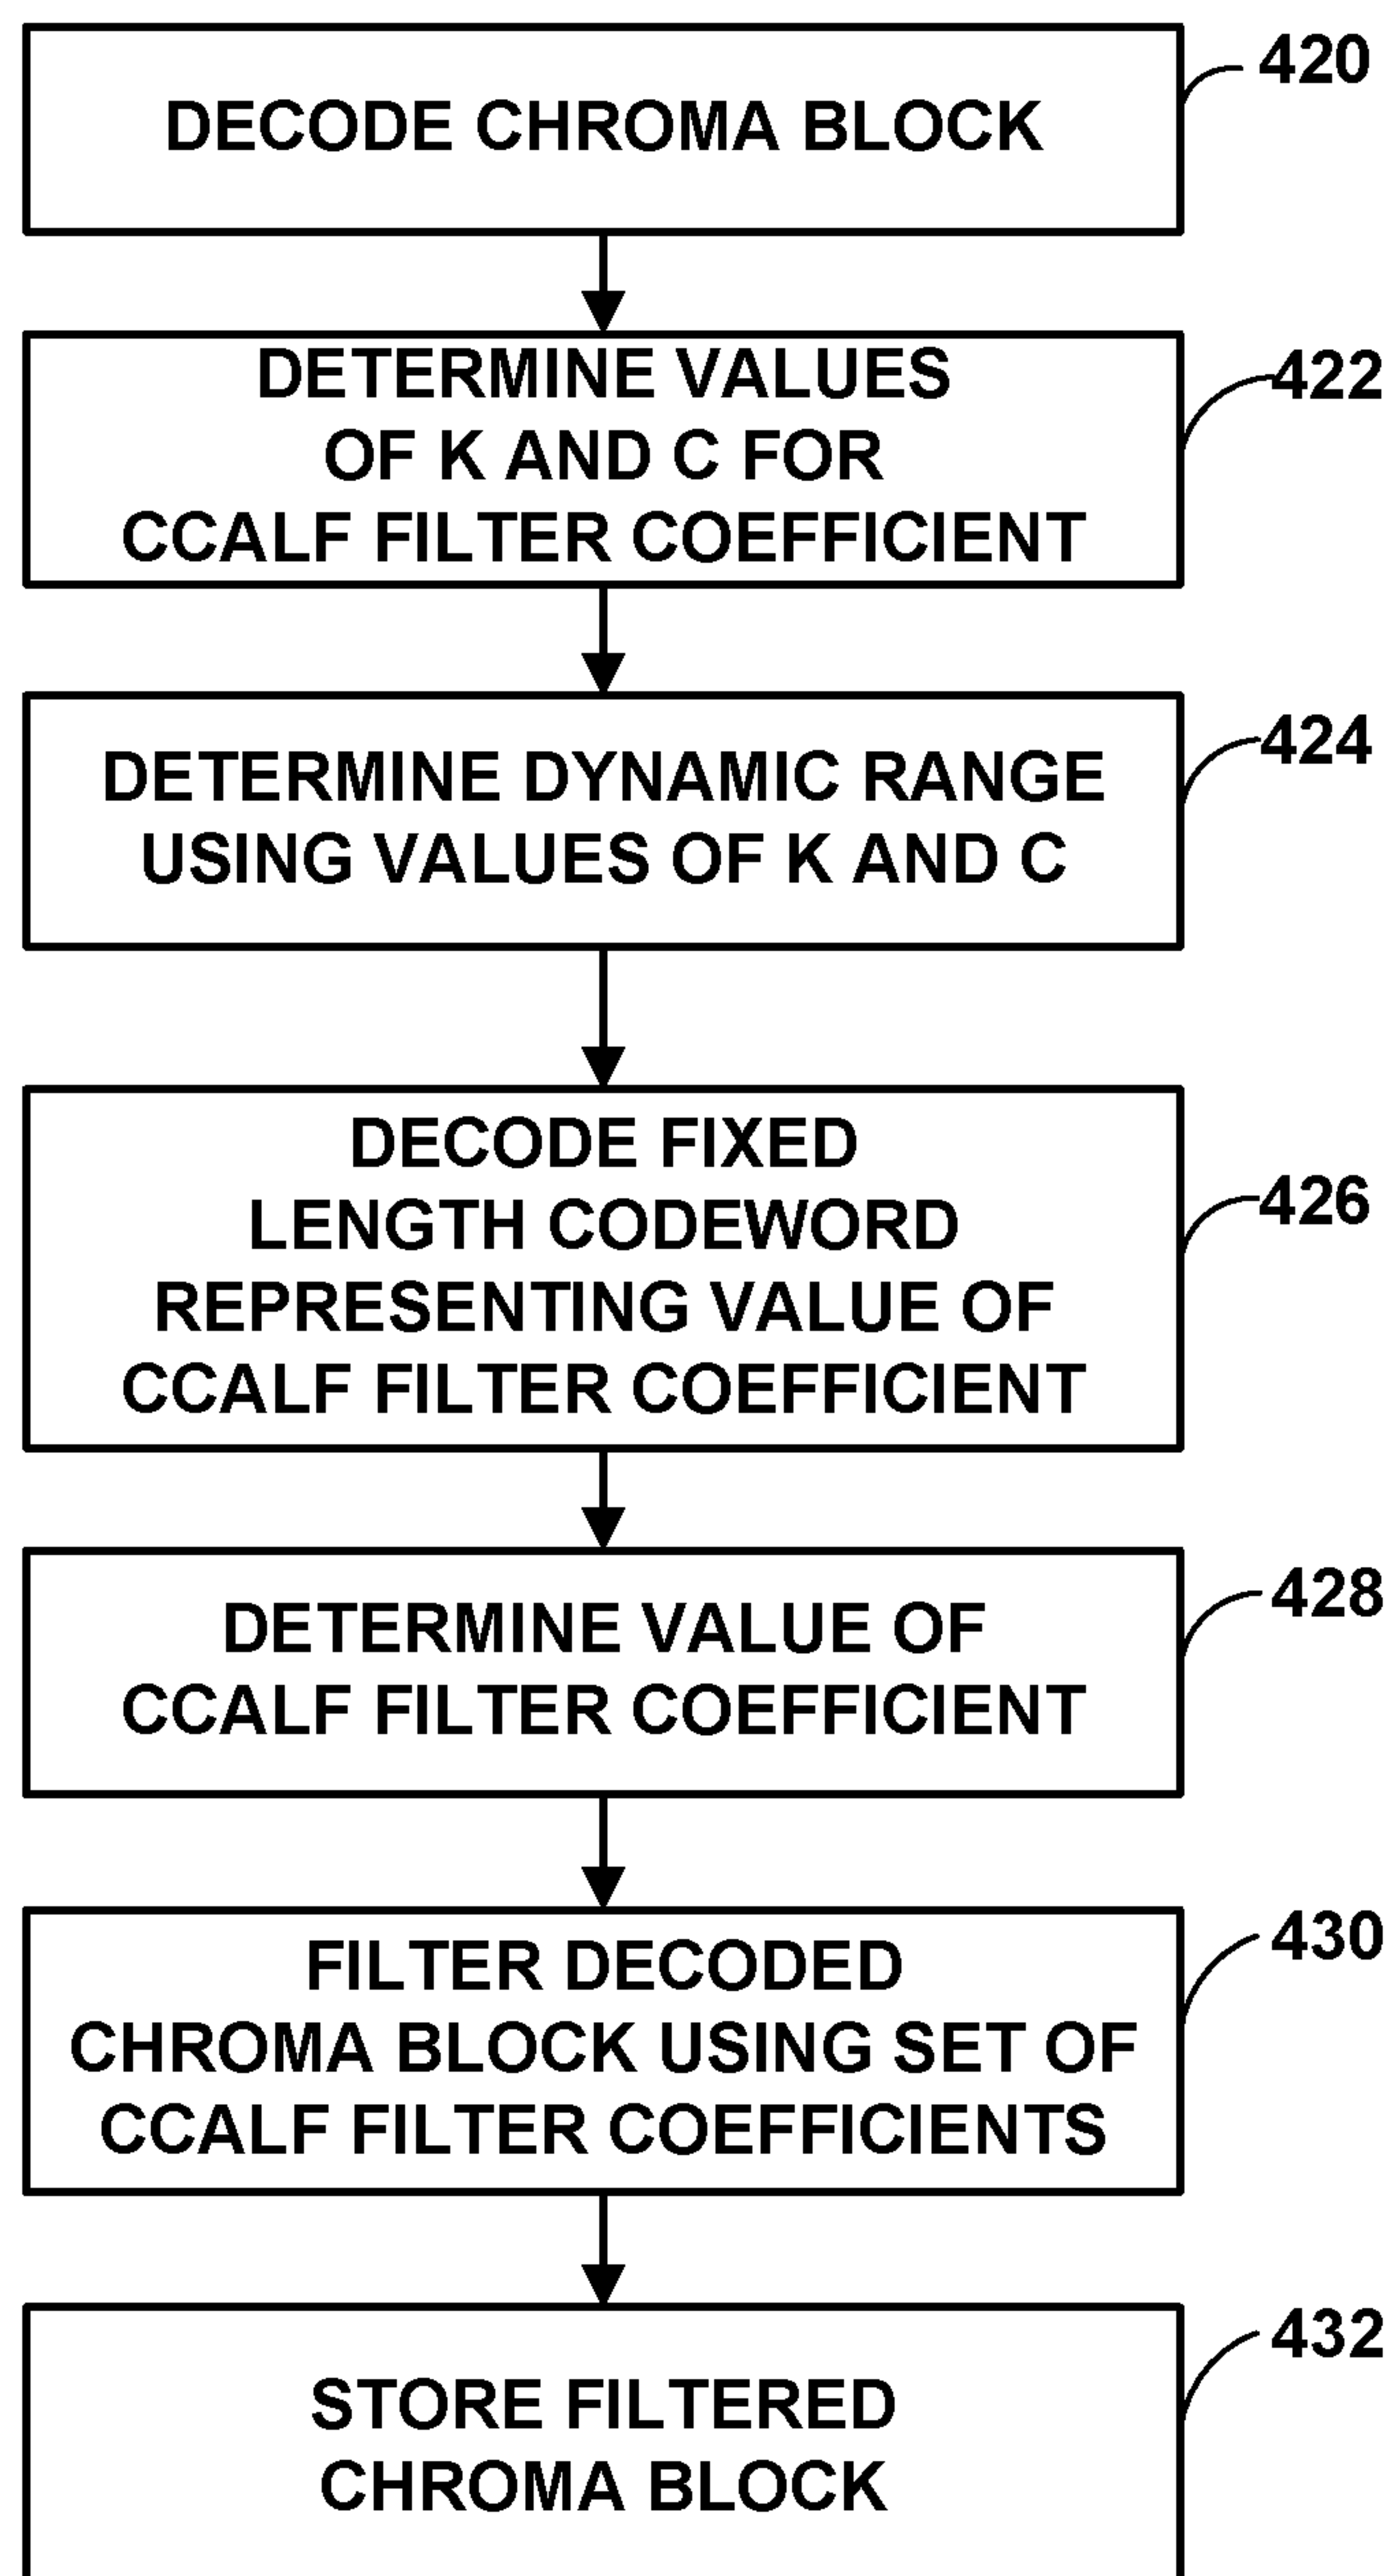 DECODE CHROMA BLOCK
420
DETERMINE VALUES
OF K AND C FOR
CCALF FILTER COEFFICIENT
422
DETERMINE DYNAMIC RANGE
USING VALUES OF K AND C
424
DECODE FIXED
LENGTH CODEWORD
REPRESENTING VALUE OF
CCALF FILTER COEFFICIENT
426
DETERMINE VALUE OF
CCALF FILTER COEFFICIENT
428
FILTER DECODED
CHROMA BLOCK USING SET OF
CCALF FILTER COEFFICIENTS
430
STORE FILTERED
CHROMA BLOCK
432